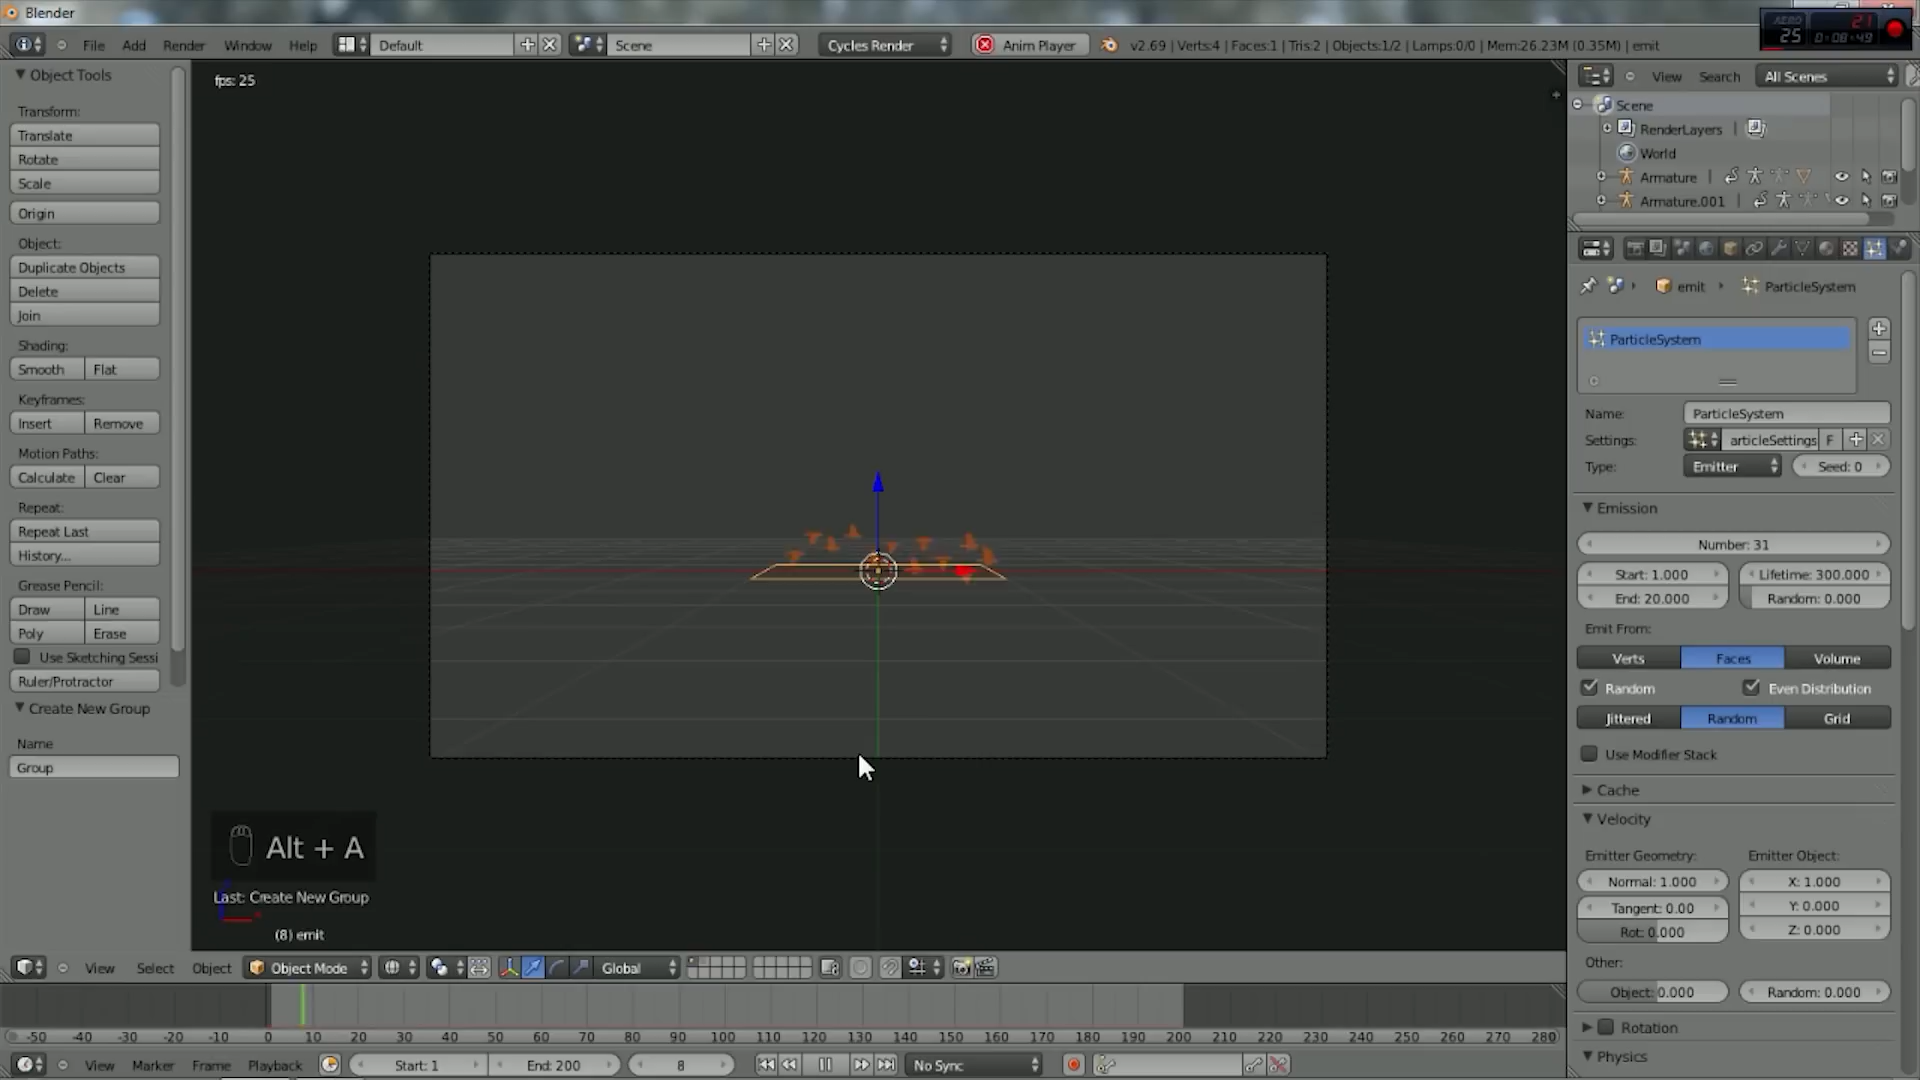 Blender
AERO 21
25 0:08:49
File Add Render Window Help Default Scene Cycles Render Anim Player v2.69 | Verts:4 | Faces:1 | Tris:2 | Objects:1/2 | Lamps:0/0 | Mem:26.23M (0.35M) | emit
Object Tools
Transform:
Translate
Rotate
Scale
Origin
Object:
Duplicate Objects
Delete
Join
Shading:
Smooth Flat
Keyframes:
Insert Remove
Motion Paths:
Calculate Clear
Repeat:
Repeat Last
History...
Grease Pencil:
Draw Line
Poly Erase
Use Sketching Sessi
Ruler/Protractor
Create New Group
Name
Group
fps: 25
Alt + A
Last: Create New Group
(8) emit
View Search All Scenes
Scene
RenderLayers
World
Armature
Armature.001
emit ParticleSystem
ParticleSystem
Name: ParticleSystem
Settings: articleSettings F
Type: Emitter Seed: 0
Emission
Number: 31
Start: 1.000 Lifetime: 300.000
End: 20.000 Random: 0.000
Emit From:
Verts Faces Volume
Random Even Distribution
Jittered Random Grid
Use Modifier Stack
Cache
Velocity
Emitter Geometry: Emitter Object:
Normal: 1.000 X: 1.000
Tangent: 0.00 Y: 0.000
Rot: 0.000 Z: 0.000
Other:
Object: 0.000 Random: 0.000
Rotation
Physics
View Select Object Object Mode Global
-50 -40 -30 -20 -10 0 10 20 30 40 50 60 70 80 90 100 110 120 130 140 150 160 170 180 190 200 210 220 230 240 250 260 270 280
View Marker Frame Playback Start: 1 End: 200 8 No Sync